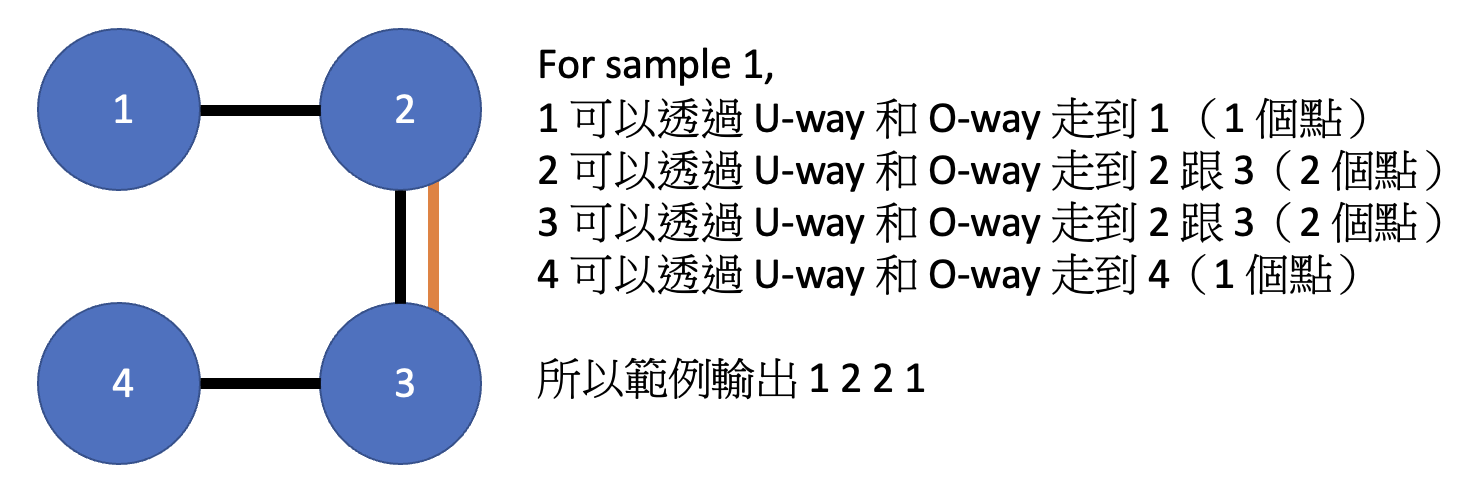 1
2
4
3
For sample 1,
1 可以透過 U-way 和 O-way 走到 1 （1 個點）
2 可以透過 U-way 和 O-way 走到 2 跟 3（2 個點）
3 可以透過 U-way 和 O-way 走到 2 跟 3（2 個點）
4 可以透過 U-way 和 O-way 走到 4（1 個點）
所以範例輸出 1 2 2 1